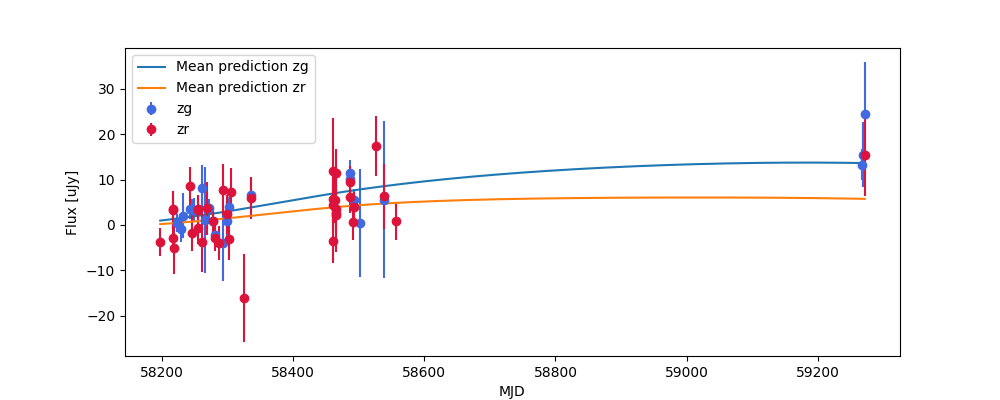 Mean prediction zg
Mean prediction zr
zg
zr
Flux [uJy]
30
20
10
0
−10
−20
58200
58400
58600
58800
59000
59200
MJD